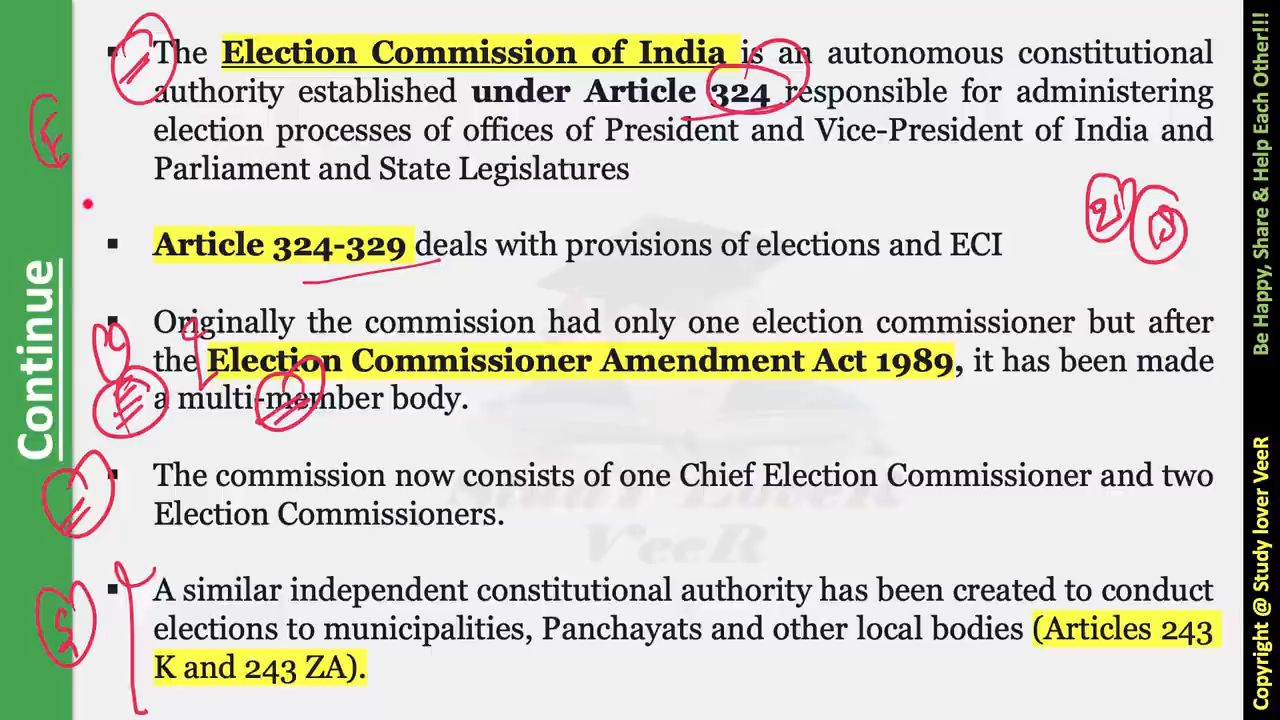 The Election Commission of India is an autonomous constitutional
authority established under Article 324 responsible for administering
election processes of offices of President and Vice-President of India and
Parliament and State Legislatures
Article 324-329 deals with provisions of elections and ECI
Originally the commission had only one election commissioner but after
the Election Commissioner Amendment Act 1989, it has been made
a multi-member body.
The commission now consists of one Chief Election Commissioner and two
Election Commissioners.
A similar independent constitutional authority has been created to conduct
elections to municipalities, Panchayats and other local bodies (Articles 243
K and 243 ZA).
Continue
Be Happy, Share & Help Each Other!!!
Copyright @ Study lover VeeR
Study LoveR
VeeR